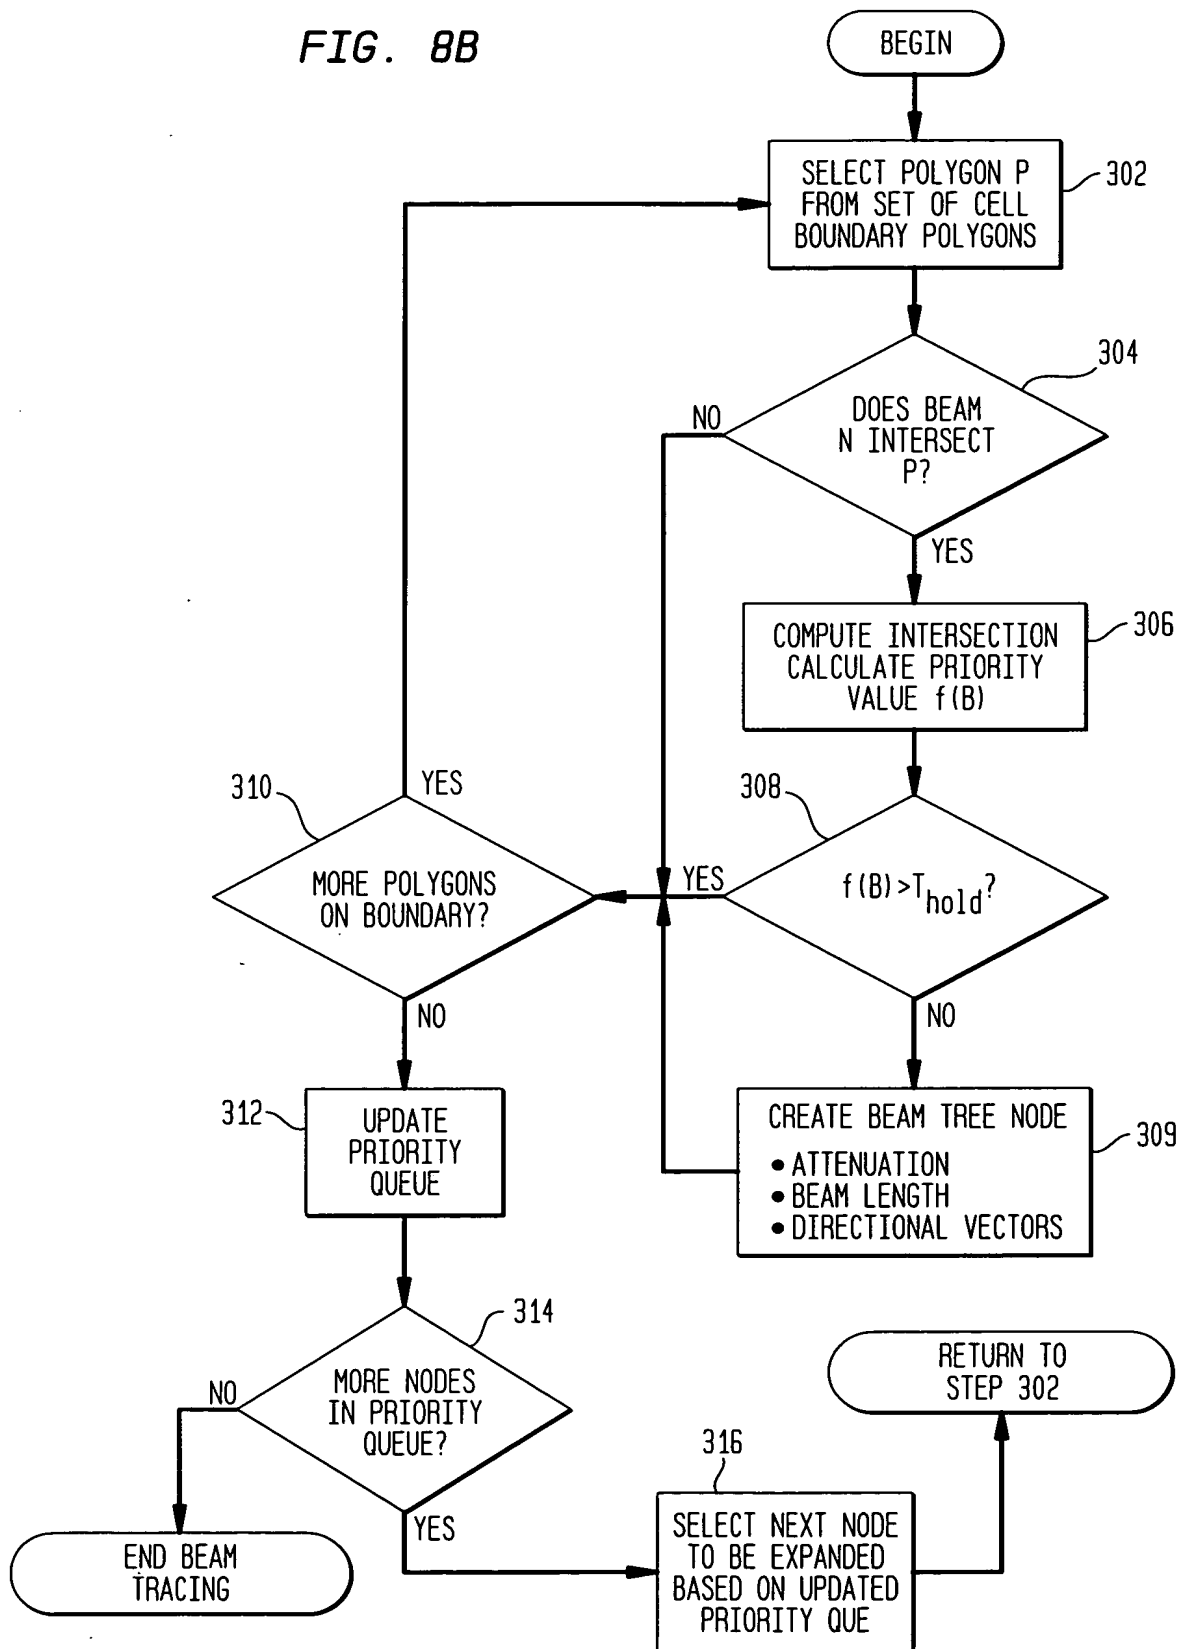 FIG. 8B
BEGIN
SELECT POLYGON P
FROM SET OF CELL
BOUNDARY POLYGONS
302
304
DOES BEAM
N INTERSECT
P?
NO
YES
COMPUTE INTERSECTION
CALCULATE PRIORITY
VALUE f(B)
306
308
f(B)>Thold?
YES
NO
310
YES
MORE POLYGONS
ON BOUNDARY?
NO
CREATE BEAM TREE NODE
• ATTENUATION
• BEAM LENGTH
• DIRECTIONAL VECTORS
309
312
UPDATE
PRIORITY
QUEUE
314
MORE NODES
IN PRIORITY
QUEUE?
NO
YES
END BEAM
TRACING
316
SELECT NEXT NODE
TO BE EXPANDED
BASED ON UPDATED
PRIORITY QUE
RETURN TO
STEP 302